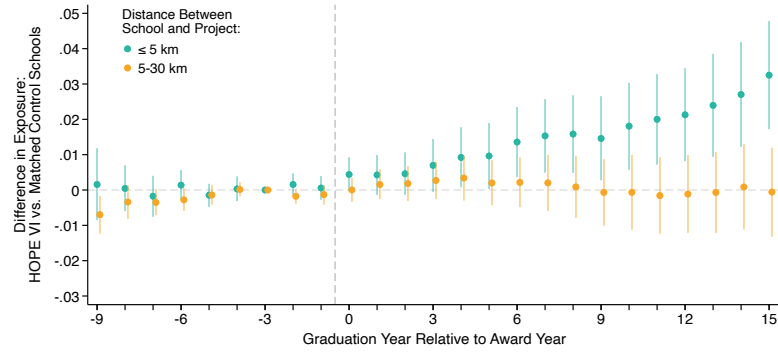 Distance Between
School and Project:
≤ 5 km
5-30 km
Difference in Exposure:
HOPE VI vs. Matched Control Schools
.05
.04
.03
.02
.01
0
-.01
-.02
-.03
-9
-6
-3
0
3
6
9
12
15
Graduation Year Relative to Award Year